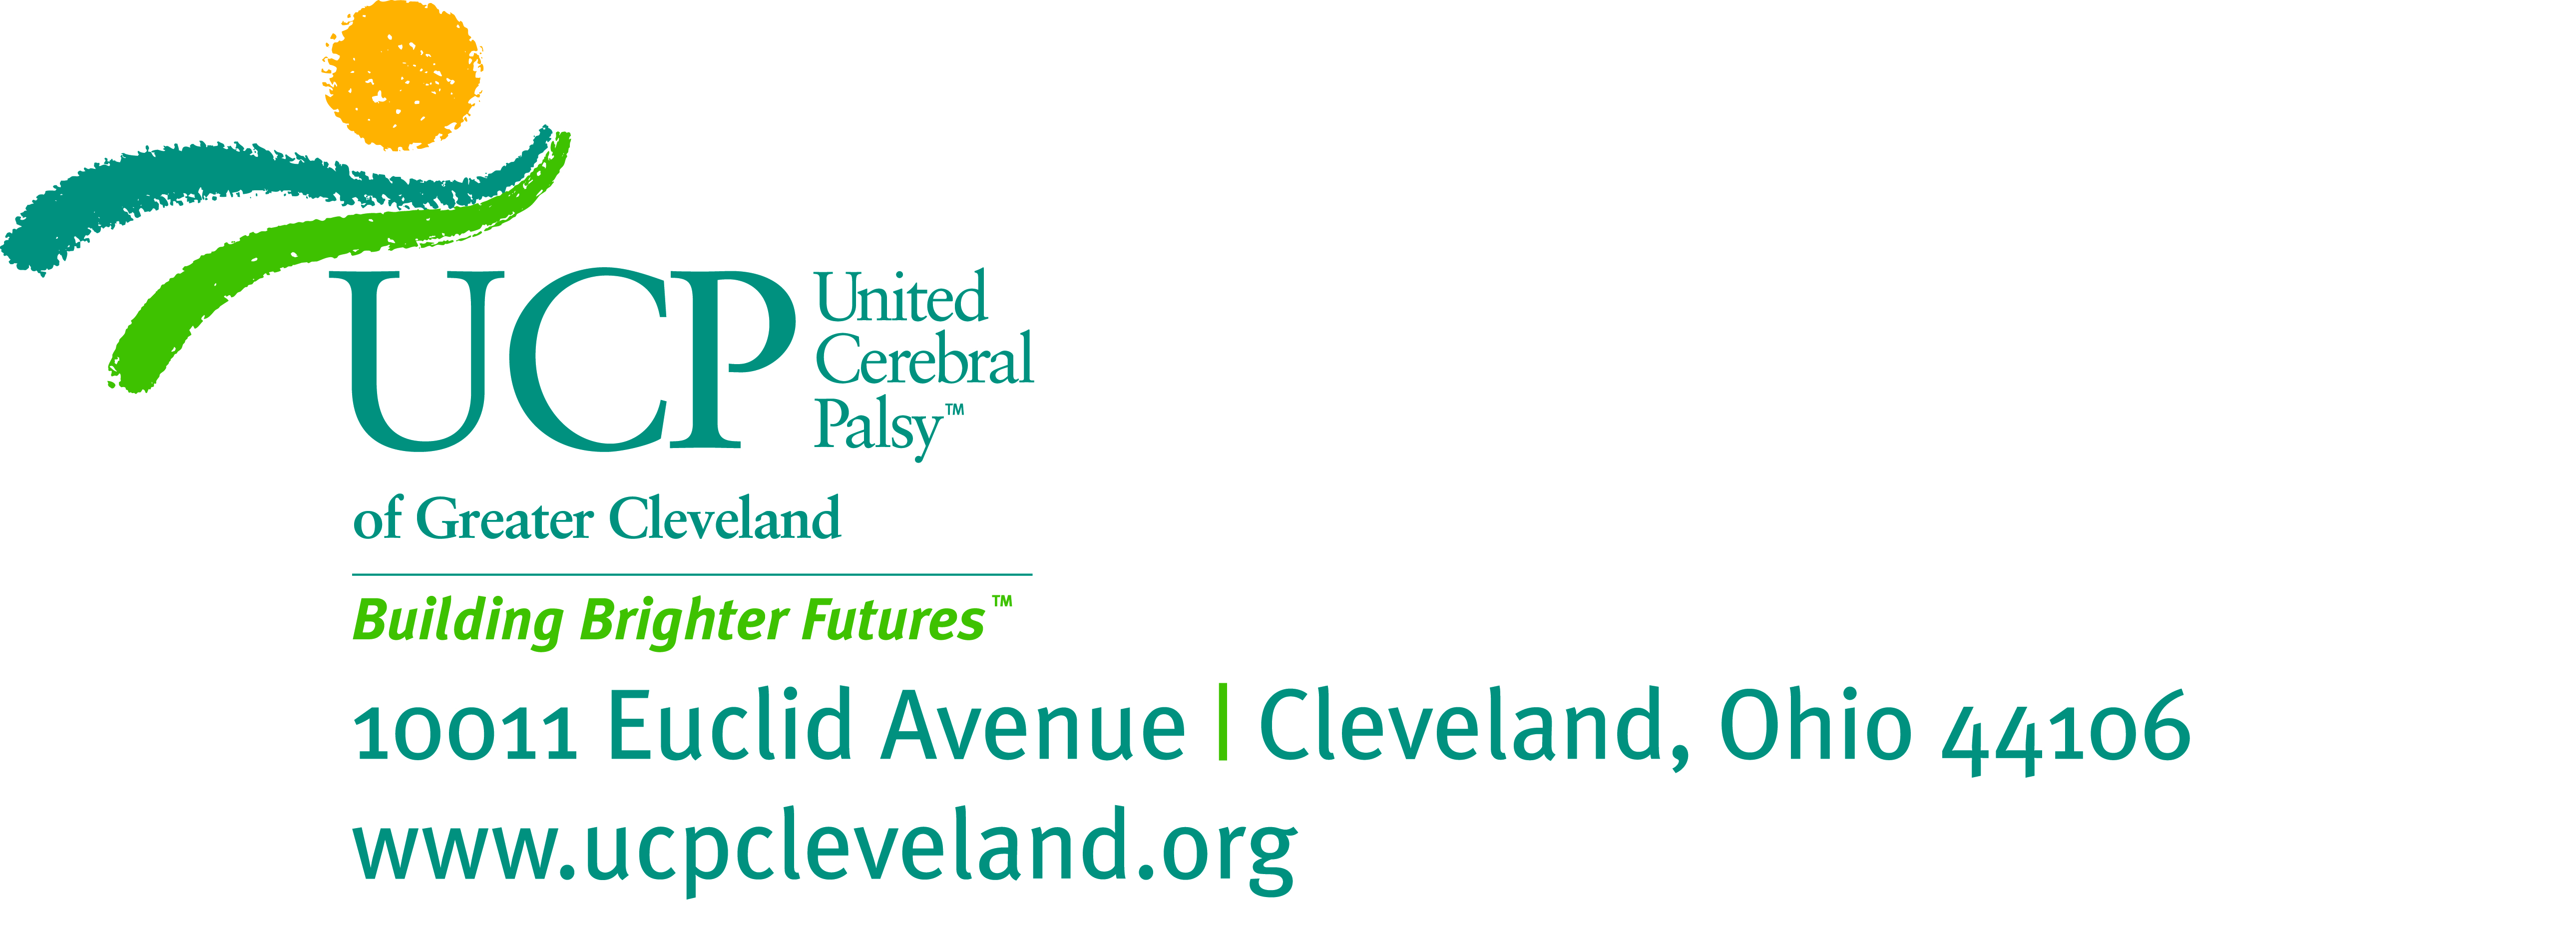 UCP
United
Cerebral
Palsy™
of Greater Cleveland
Building Brighter Futures™
10011 Euclid Avenue | Cleveland, Ohio 44106
www.ucpcleveland.org